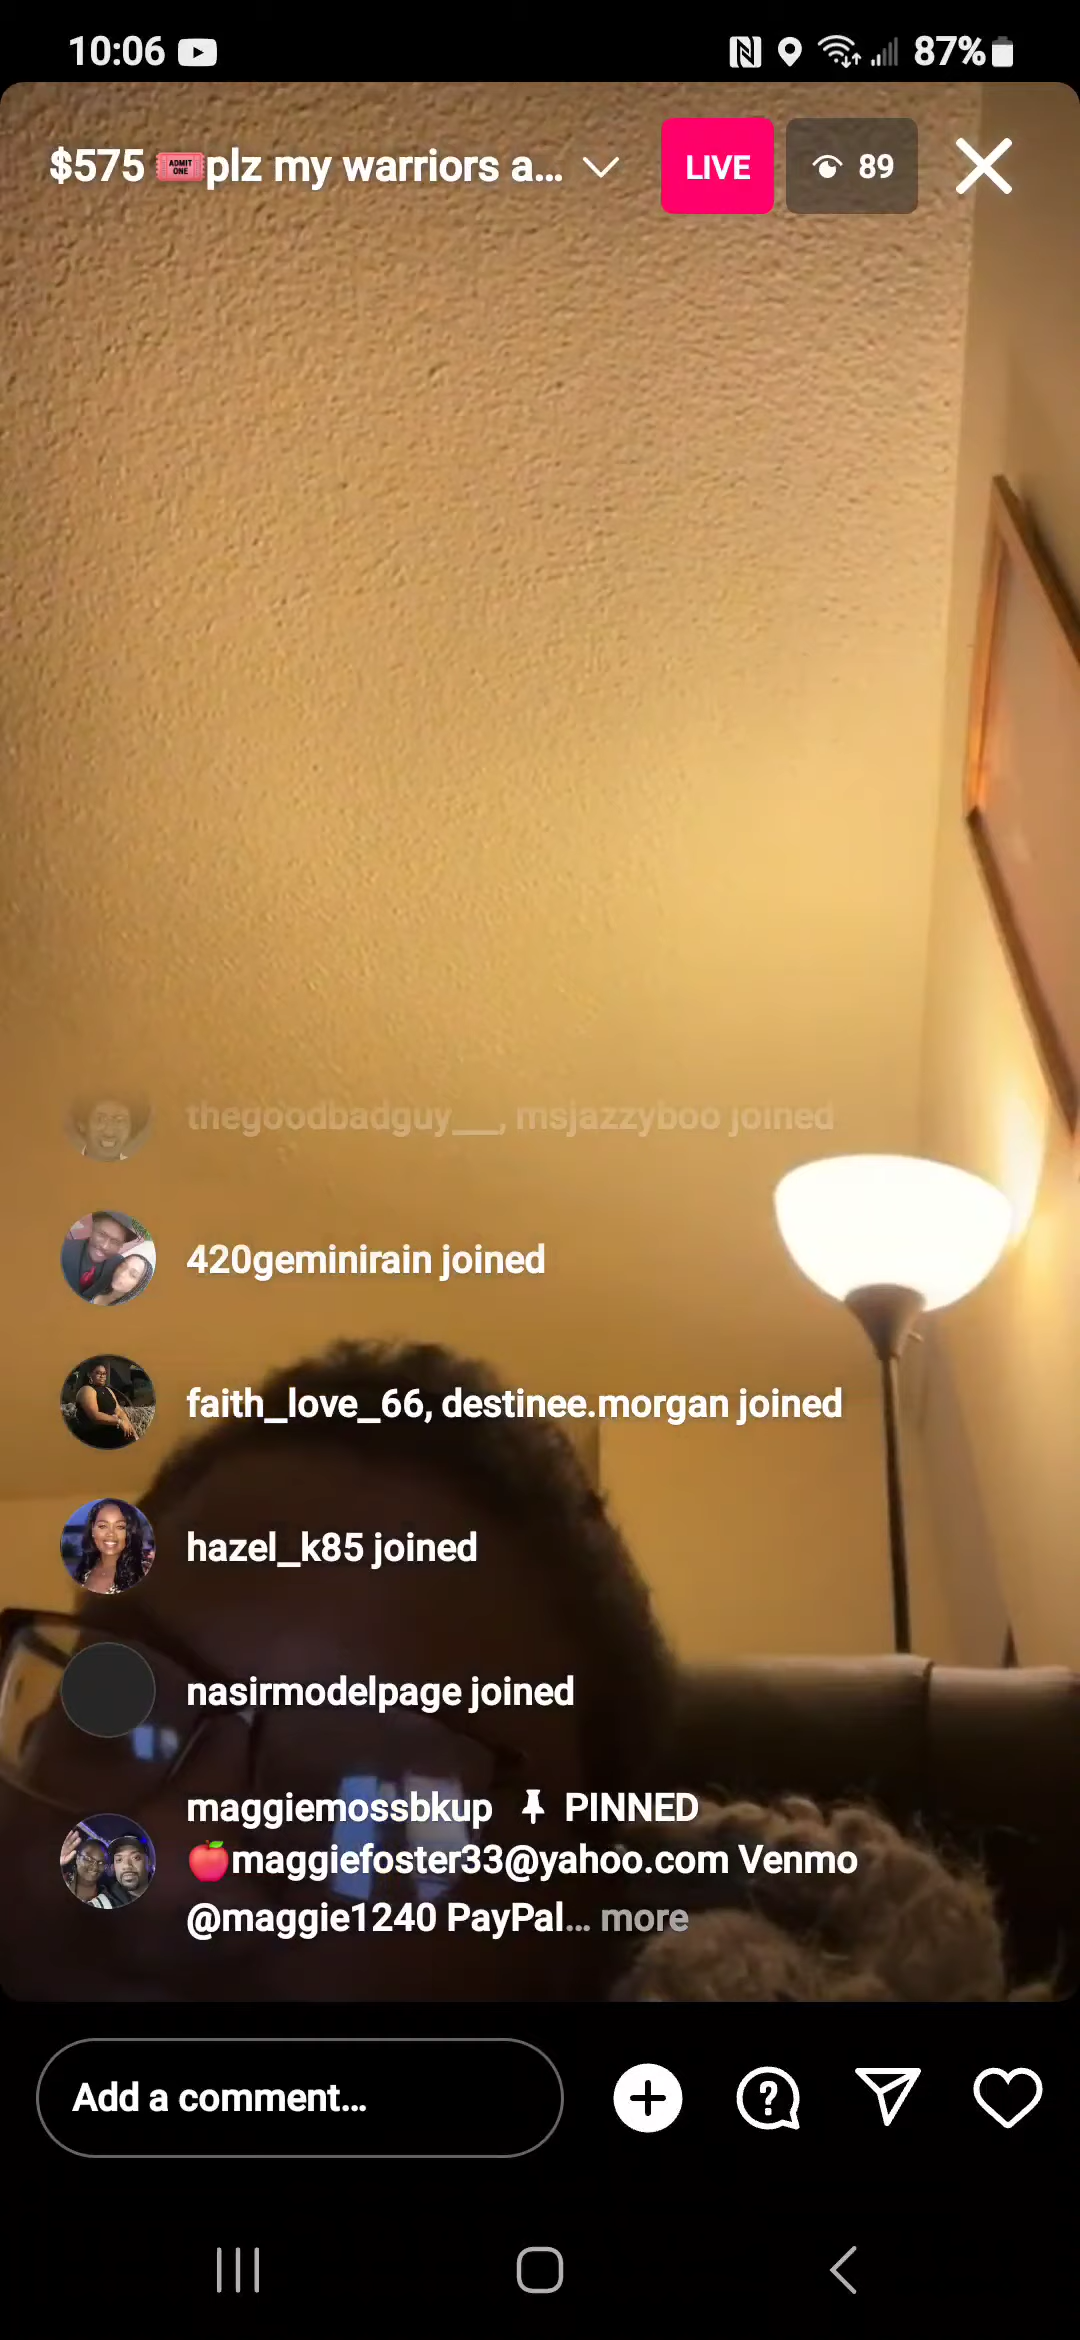 10:06
87%
$575 🎟️plz my warriors a...
LIVE
89
thegoodbadguy__, msjazzyboo joined
420geminirain joined
faith_love_66, destinee.morgan joined
hazel_k85 joined
nasirmodelpage joined
maggiemossbkup 📌 PINNED
🍎maggiefoster33@yahoo.com Venmo
@maggie1240 PayPal... more
Add a comment...